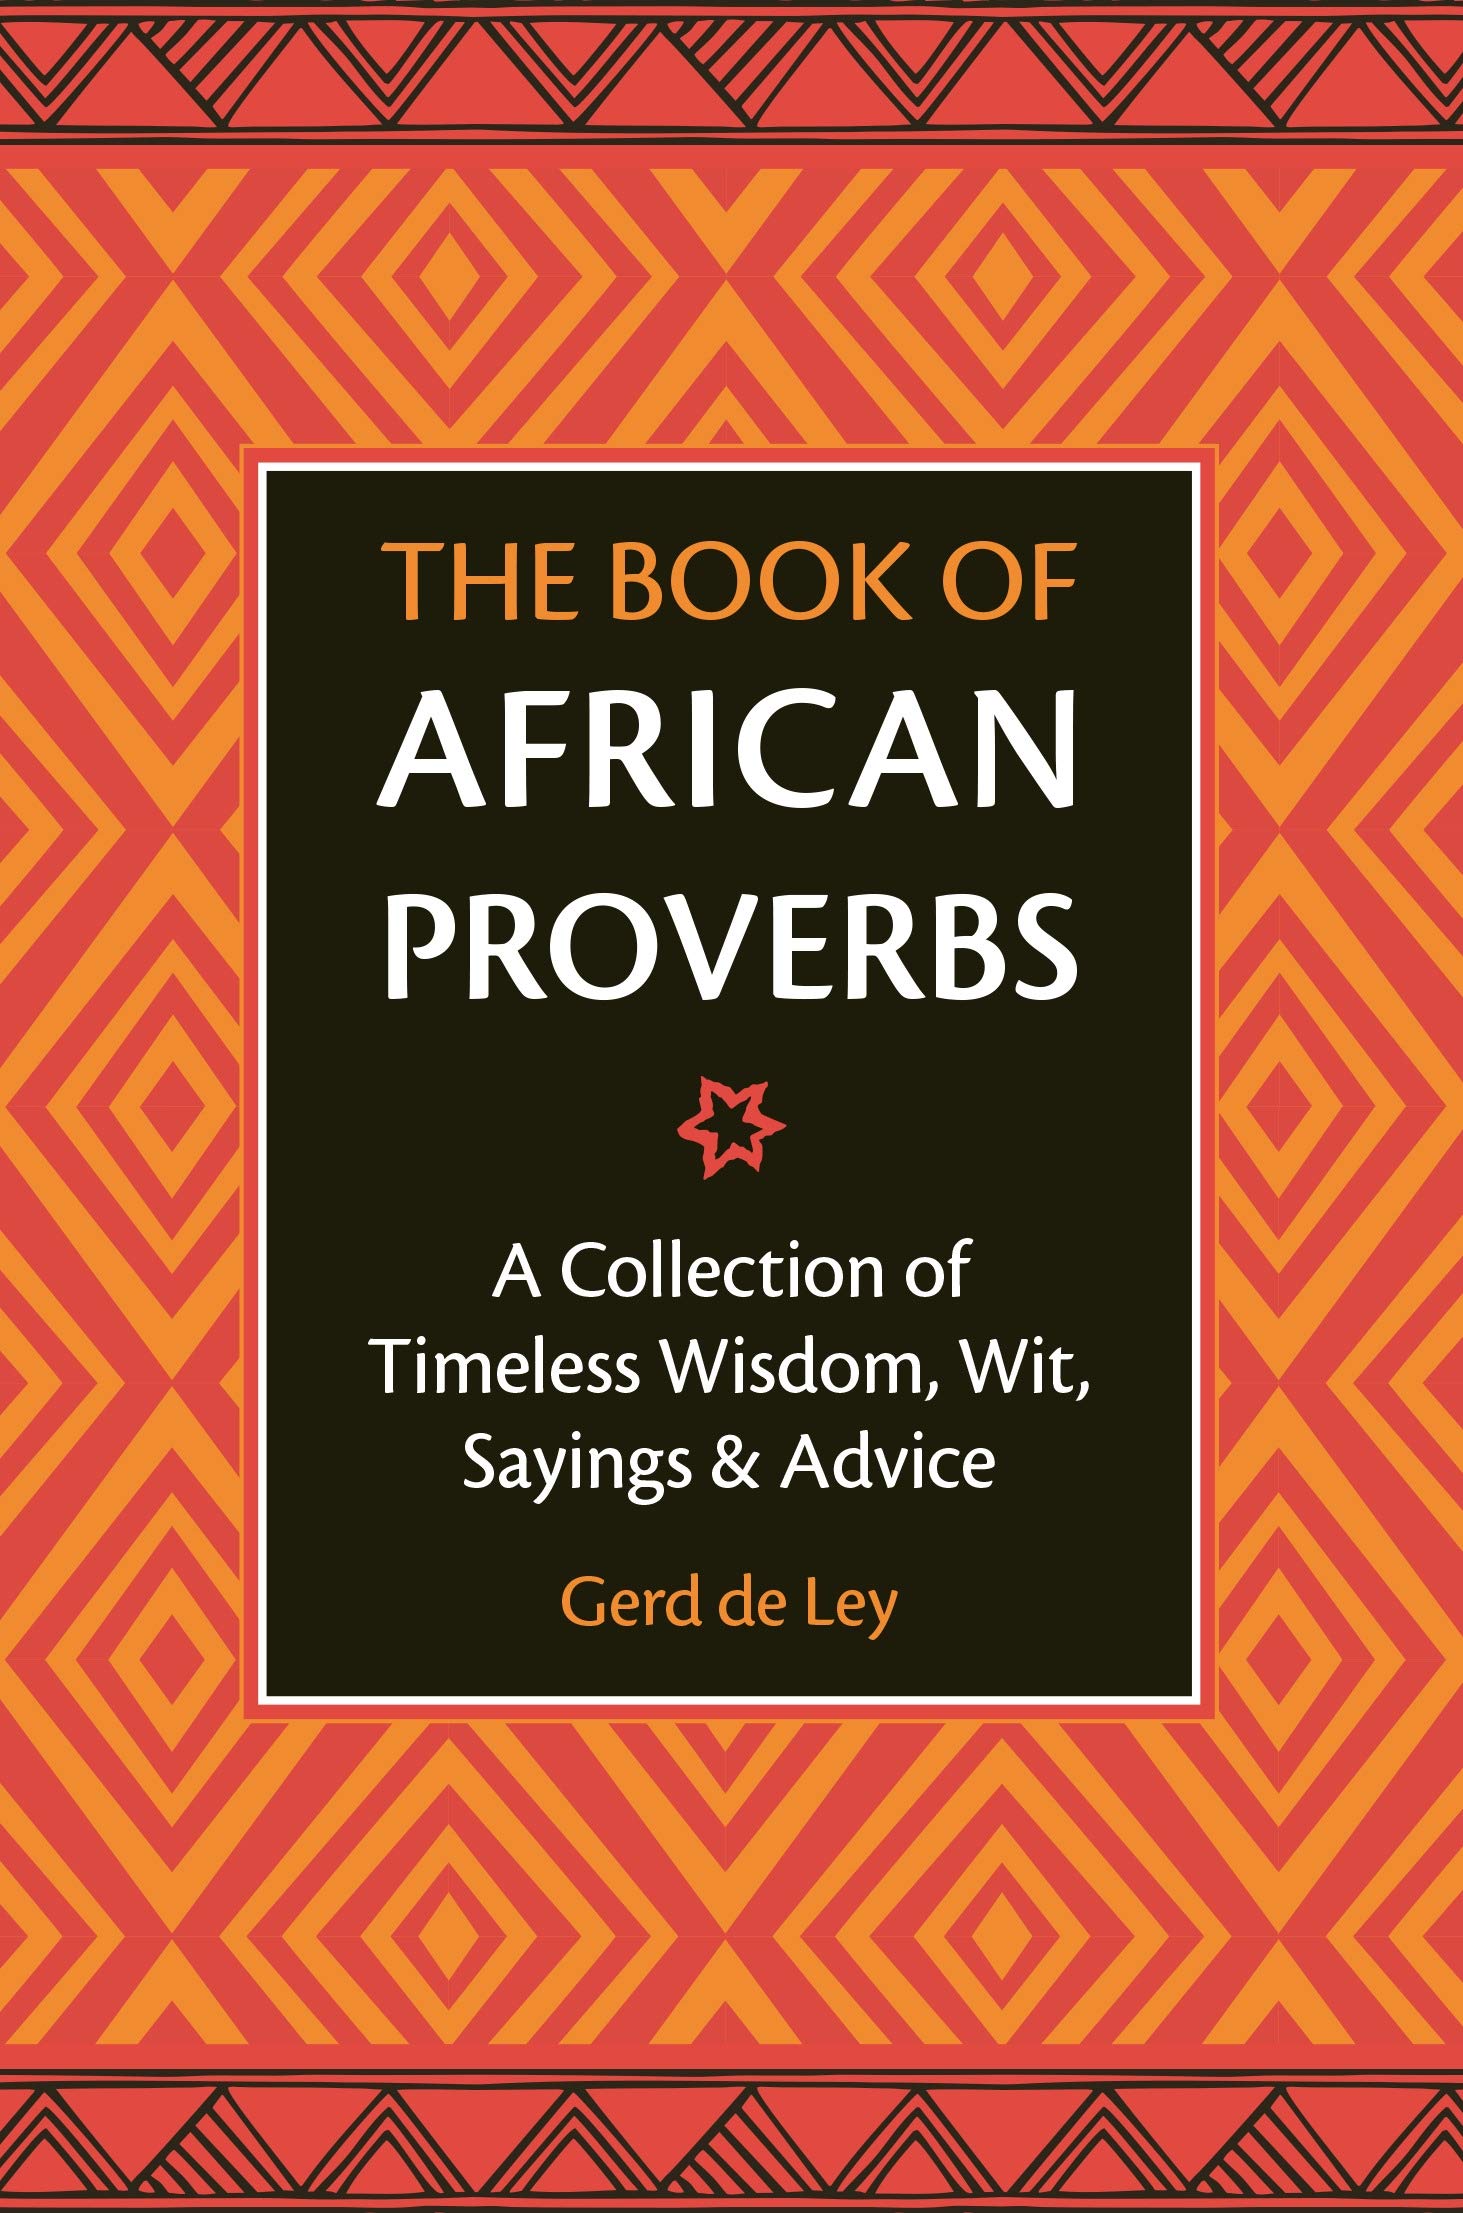 THE BOOK OF
AFRICAN
PROVERBS
A Collection of
Timeless Wisdom, Wit,
Sayings & Advice
Gerd de Ley